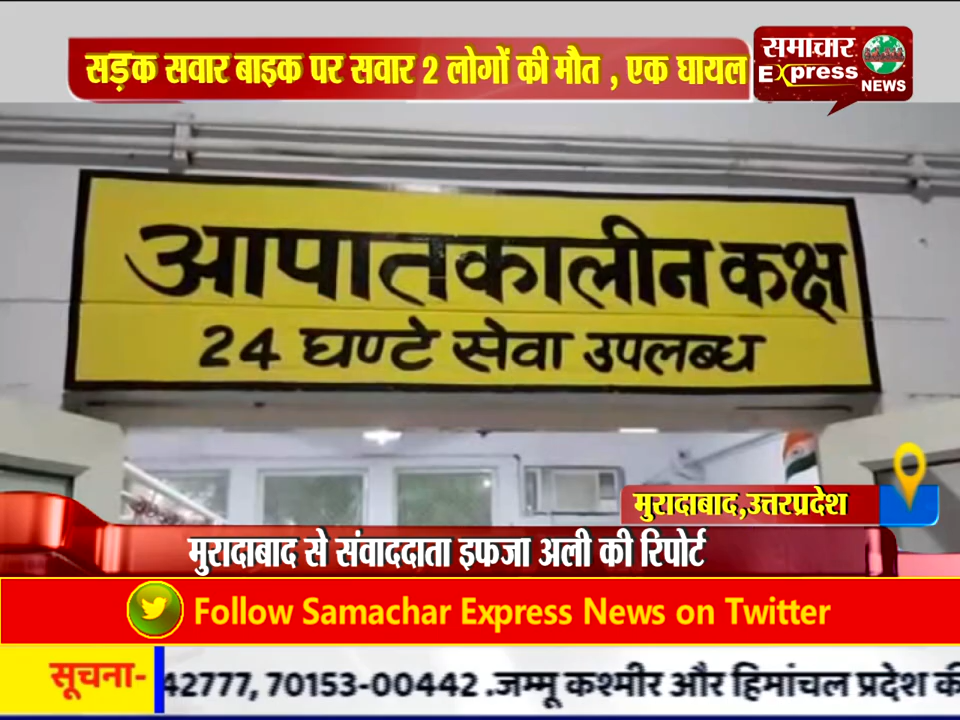 सड़क सवार बाइक पर सवार 2 लोगों की मौत , एक घायल
समाचार
Express
NEWS
आपातकालीन कक्ष
24 घण्टे सेवा उपलब्ध
मुरादाबाद,उत्तरप्रदेश
मुरादाबाद से संवाददाता इफजा अली की रिपोर्ट
Follow Samachar Express News on Twitter
सूचना- 42777, 70153-00442 .जम्मू कश्मीर और हिमांचल प्रदेश की